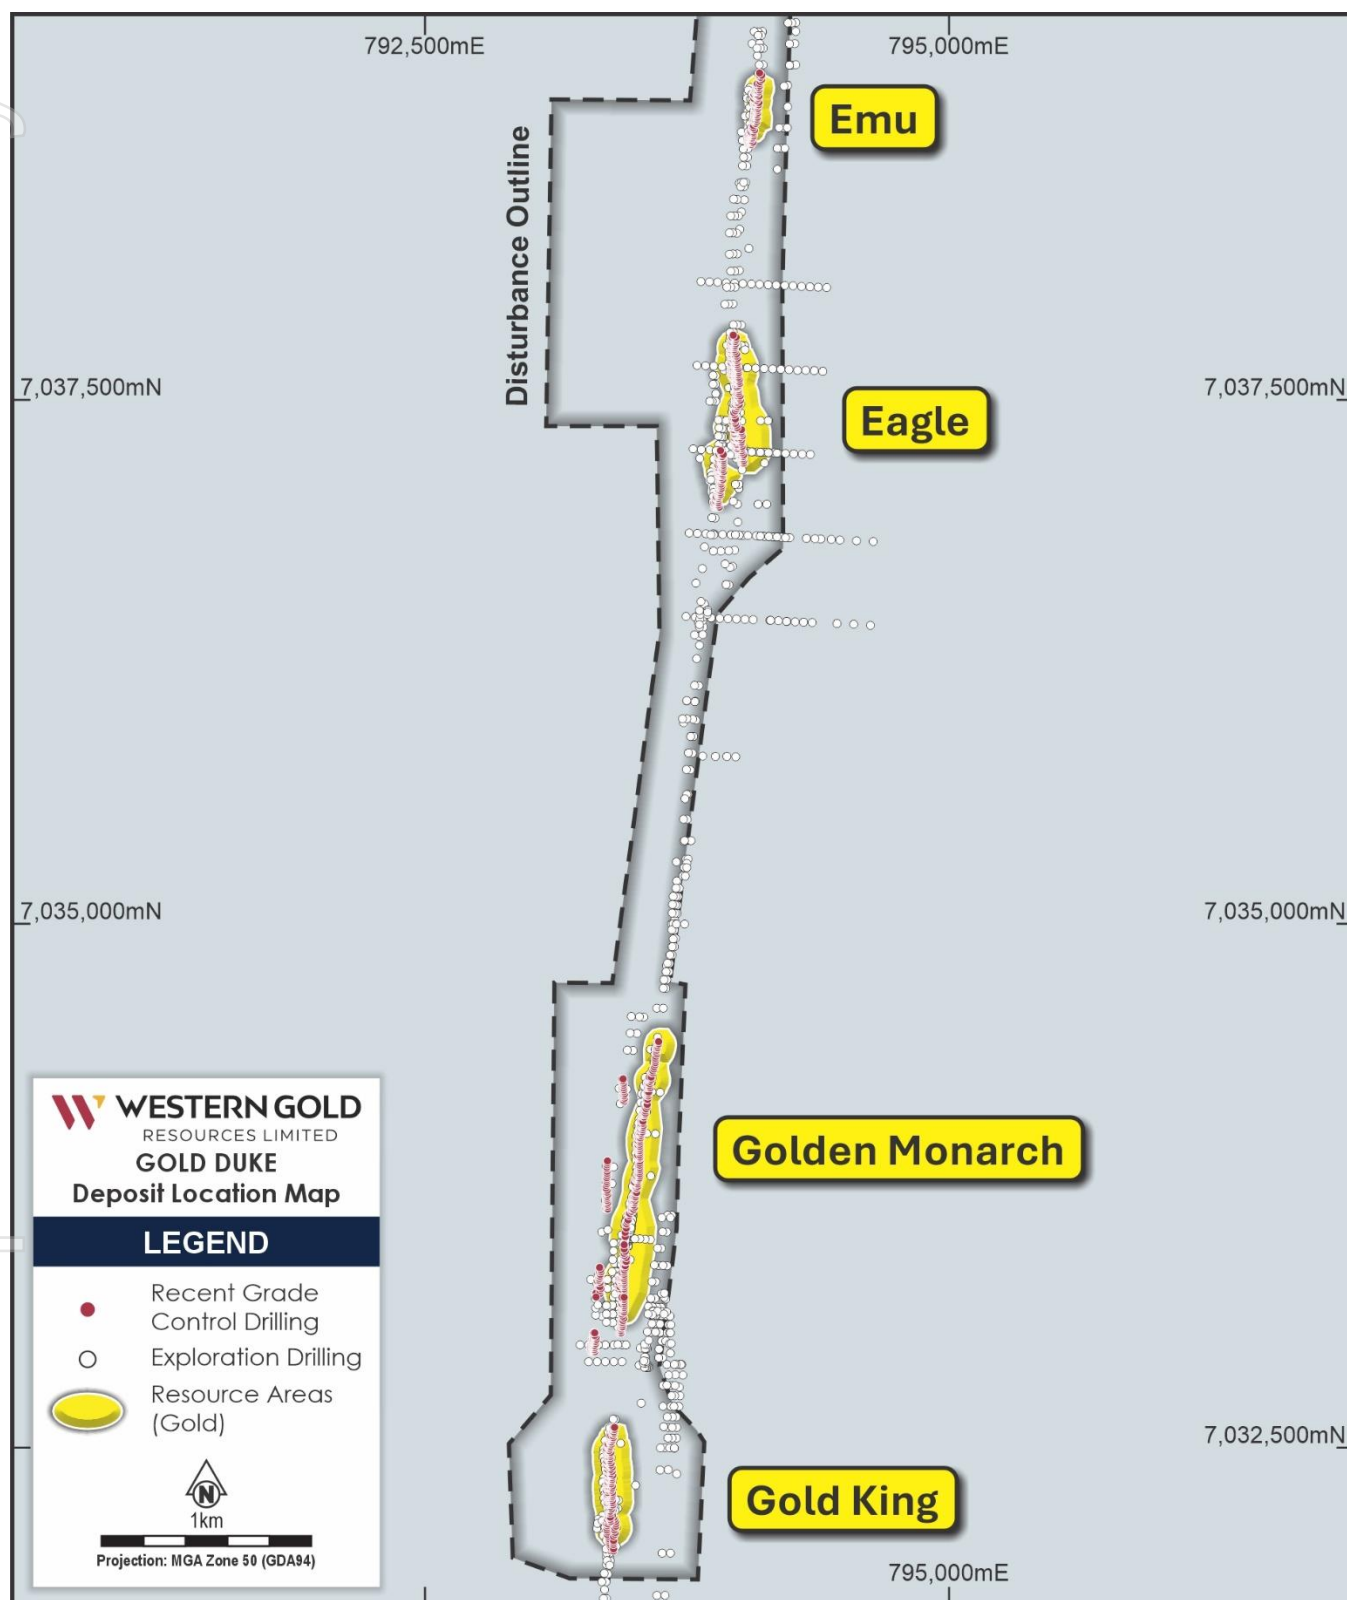 792,500mE
795,000mE
Emu
Disturbance Outline
7,037,500mN
7,037,500mN
Eagle
7,035,000mN
7,035,000mN
Golden Monarch
WESTERN GOLD
RESOURCES LIMITED
GOLD DUKE
Deposit Location Map
LEGEND
Recent Grade
Control Drilling
Exploration Drilling
Resource Areas
(Gold)
N
1km
Projection: MGA Zone 50 (GDA94)
7,032,500mN
Gold King
795,000mE